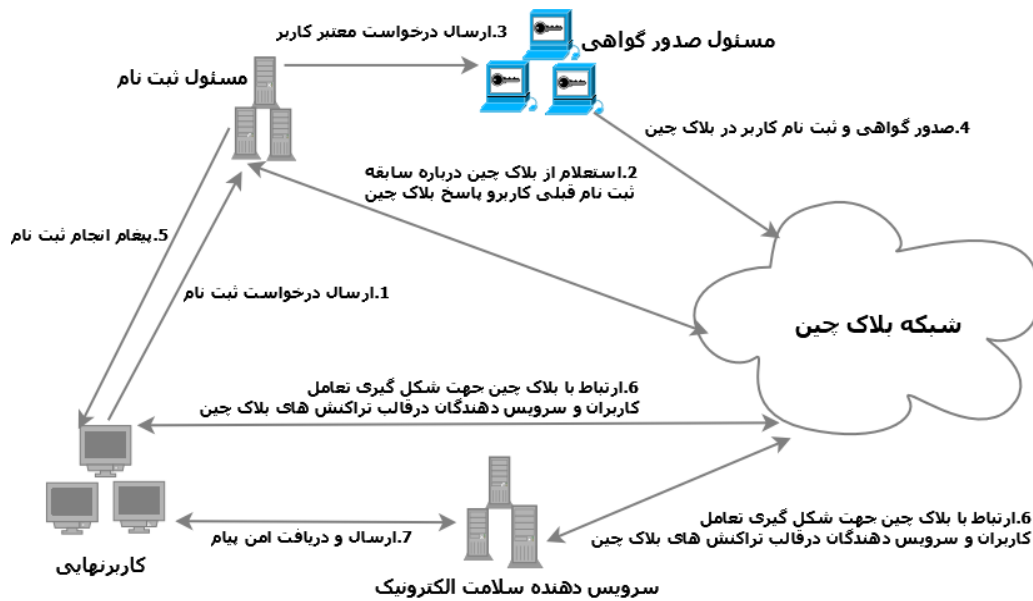 3.ارسال درخواست معتبر کاربر
مسئول صدور گواهی
مسئول ثبت نام
4.صدور گواهی و ثبت نام کاربر در بلاک چین
2.استعلام از بلاک چین درباره سابقه
ثبت نام قبلی کاربرو پاسخ بلاک چین
5.پیغام انجام ثبت نام
1.ارسال درخواست ثبت نام
شبکه بلاک چین
6.ارتباط با بلاک چین جهت شکل گیری تعامل
کاربران و سرویس دهندگان درقالب تراکنش های بلاک چین
6.ارتباط با بلاک چین جهت شکل گیری تعامل
کاربران و سرویس دهندگان درقالب تراکنش های بلاک چین
7.ارسال و دریافت امن پیام
کاربرنهایی
سرویس دهنده سلامت الکترونیک